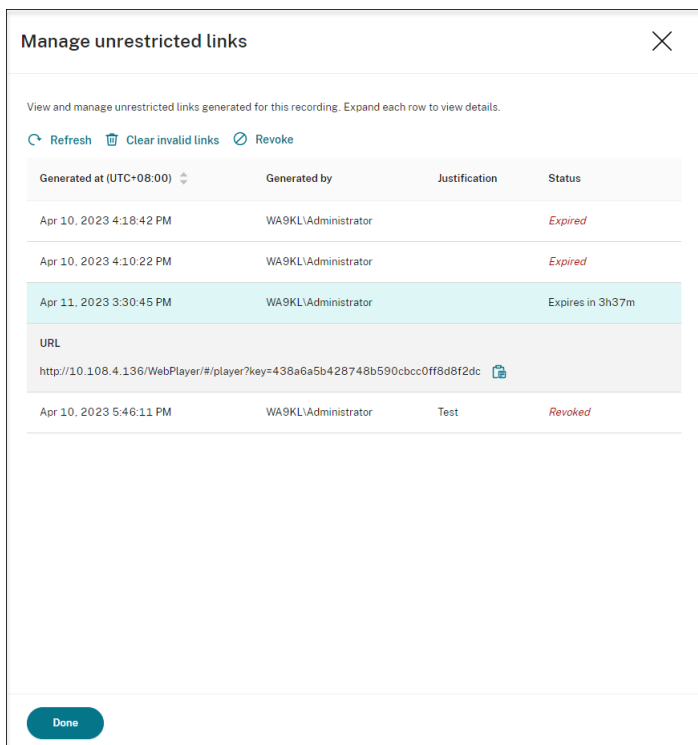 Manage unrestricted links
View and manage unrestricted links generated for this recording. Expand each row to view details.
Refresh Clear invalid links Revoke
Generated at (UTC+08:00) Generated by Justification Status
Apr 10, 2023 4:18:42 PM WA9KL\Administrator Expired
Apr 10, 2023 4:10:22 PM WA9KL\Administrator Expired
Apr 11, 2023 3:30:45 PM WA9KL\Administrator Expires in 3h37m
URL
http://10.108.4.136/WebPlayer/#/player?key=438a6a5b428748b590cbcc0ff8d8f2dc
Apr 10, 2023 5:46:11 PM WA9KL\Administrator Test Revoked
Done